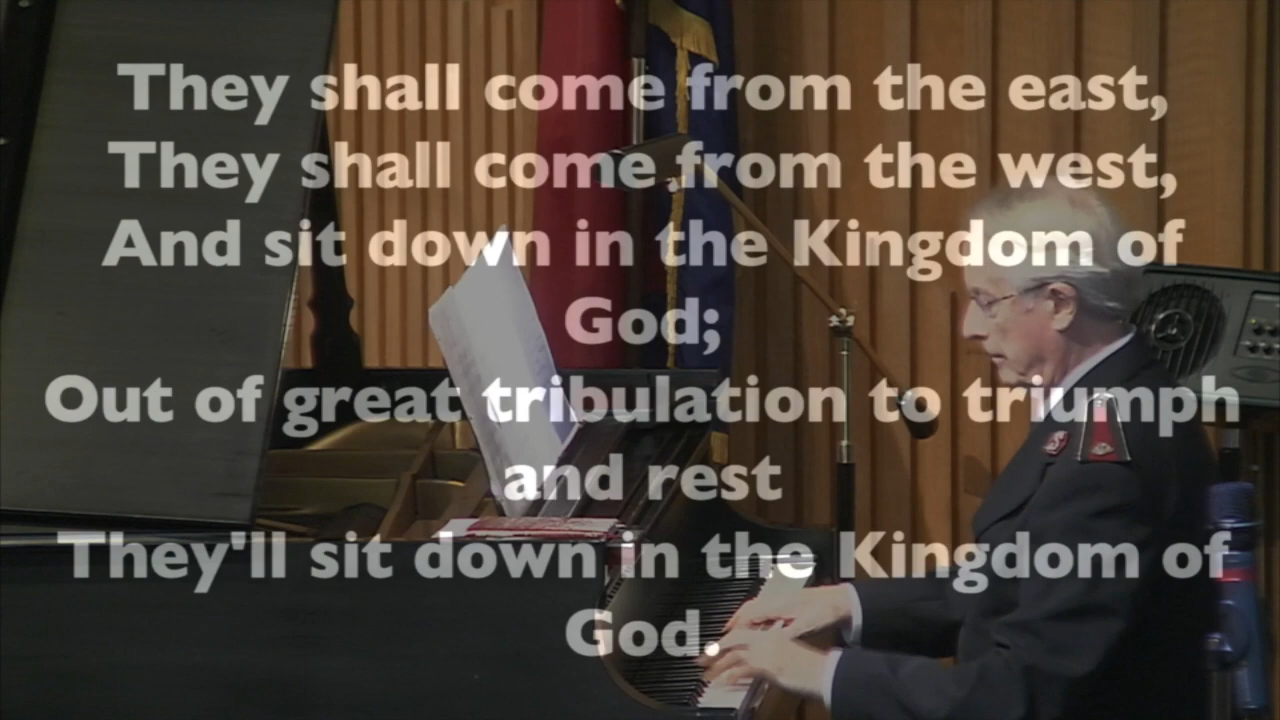 They shall come from the east,
They shall come from the west,
And sit down in the Kingdom of
God;
Out of great tribulation to triumph
and rest
They'll sit down in the Kingdom of
God.